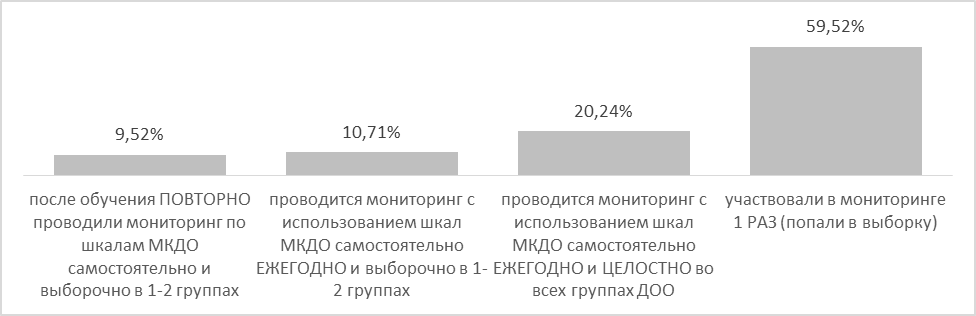 9,52%
10,71%
20,24%
59,52%
после обучения ПОВТОРНО
проводили мониторинг по
шкалам МКДО
самостоятельно и
выборочно в 1-2 группах
проводится мониторинг с
использованием шкал
МКДО самостоятельно
ЕЖЕГОДНО и выборочно в 1-
2 группах
проводится мониторинг с
использованием шкал
МКДО самостоятельно
ЕЖЕГОДНО и ЦЕЛОСТНО во
всех группах ДОО
участвовали в мониторинге
1 РАЗ (попали в выборку)